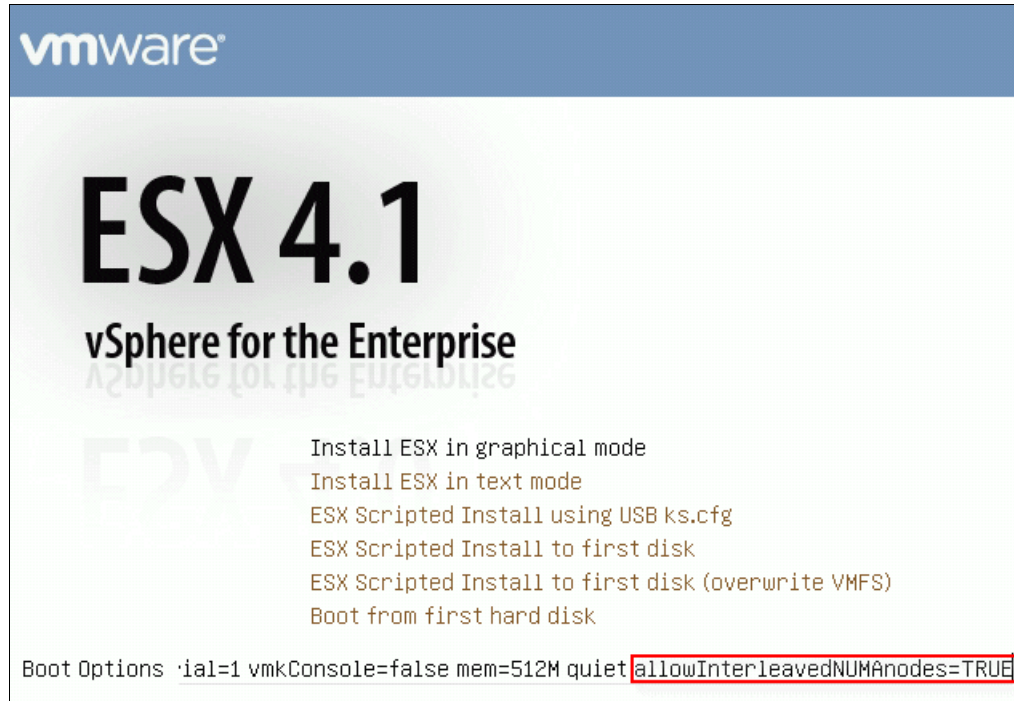 vmware®
ESX 4.1
vSphere for the Enterprise
Install ESX in graphical mode
Install ESX in text mode
ESX Scripted Install using USB ks.cfg
ESX Scripted Install to first disk
ESX Scripted Install to first disk (overwrite VMFS)
Boot from first hard disk
Boot Options ial=1 vmkConsole=false mem=512M quiet allowInterleavedNUMAnodes=TRUE